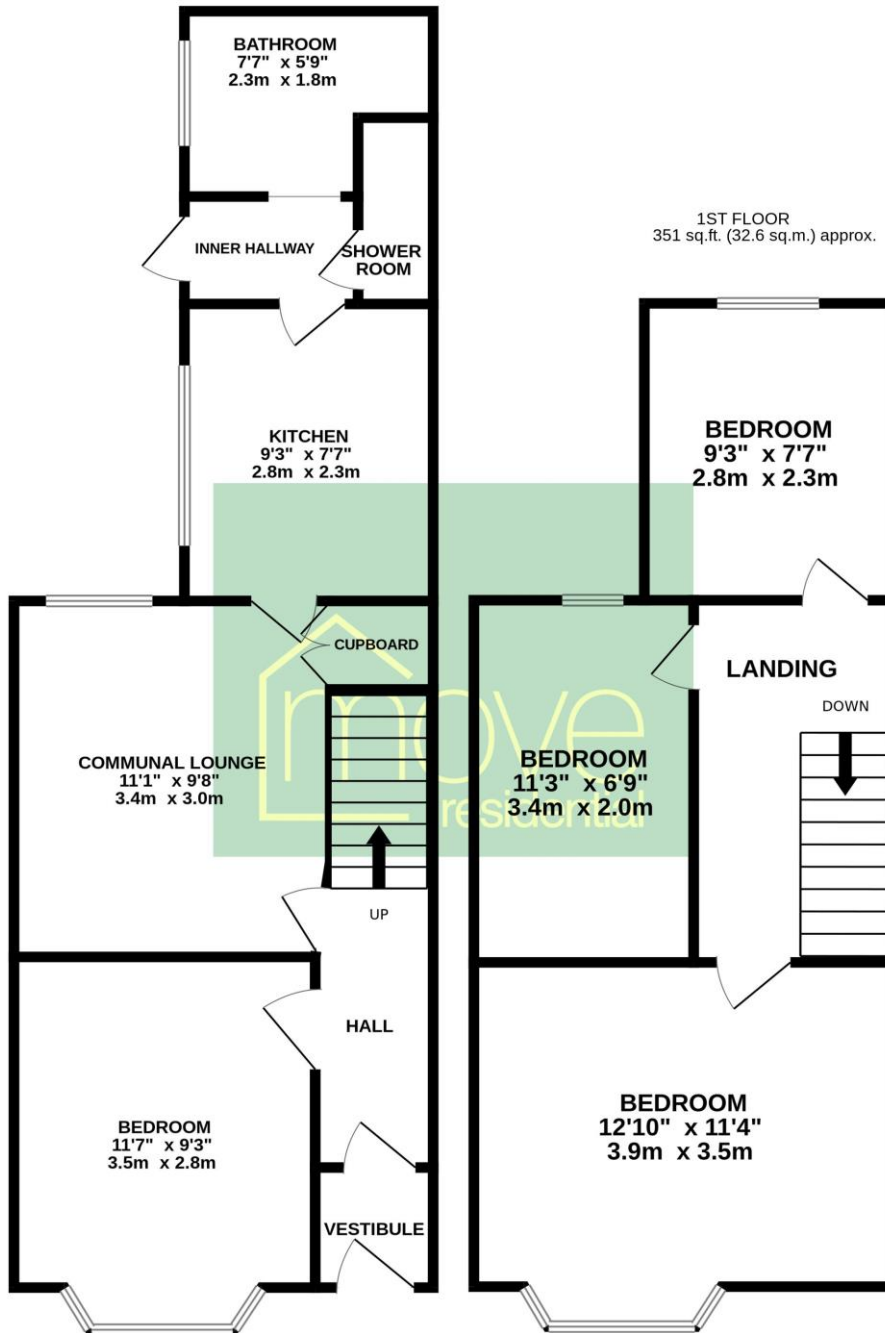 BATHROOM
7'7" x 5'9"
2.3m x 1.8m
INNER HALLWAY
SHOWER
ROOM
KITCHEN
9'3" x 7'7"
2.8m x 2.3m
CUPBOARD
COMMUNAL LOUNGE
11'1" x 9'8"
3.4m x 3.0m
UP
HALL
BEDROOM
11'7" x 9'3"
3.5m x 2.8m
VESTIBULE
1ST FLOOR
351 sq.ft. (32.6 sq.m.) approx.
BEDROOM
9'3" x 7'7"
2.8m x 2.3m
LANDING
DOWN
BEDROOM
11'3" x 6'9"
3.4m x 2.0m
BEDROOM
12'10" x 11'4"
3.9m x 3.5m
move
residential